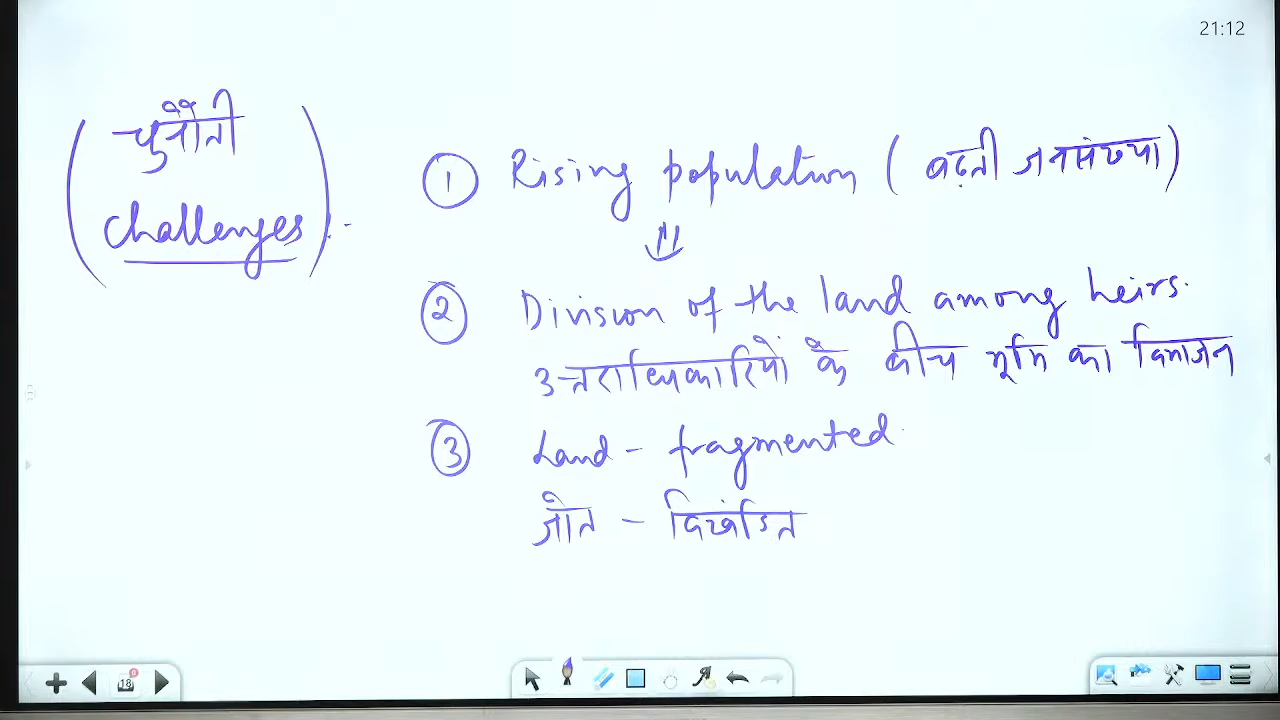 21:12
( चुनौती
challenges ) :-
① Rising population ( बढ़ती जनसंख्या )
⇓
② Division of the land among heirs.
उत्तराधिकारियों के बीच भूमि का विभाजन
③ Land - fragmented.
जोत - विखंडित
18